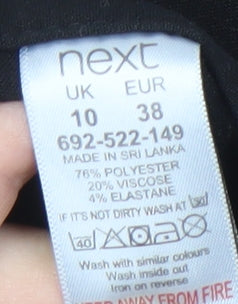 next
UK EUR
10 38
692-522-149
MADE IN SRI LANKA
76% POLYESTER
20% VISCOSE
4% ELASTANE
IF IT'S NOT DIRTY WASH AT 30
40
Wash with similar colours
Wash inside out
Iron on reverse
KEEP AWAY FROM FIRE